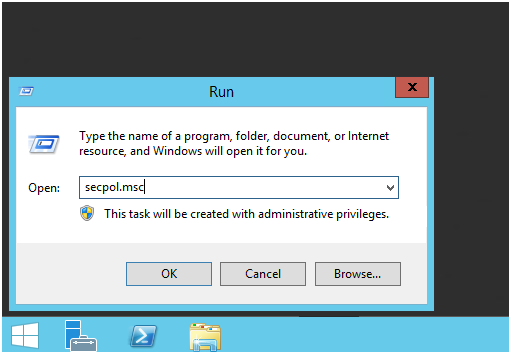 Run
x
Type the name of a program, folder, document, or Internet
resource, and Windows will open it for you.
Open: secpol.msc
This task will be created with administrative privileges.
OK Cancel Browse...